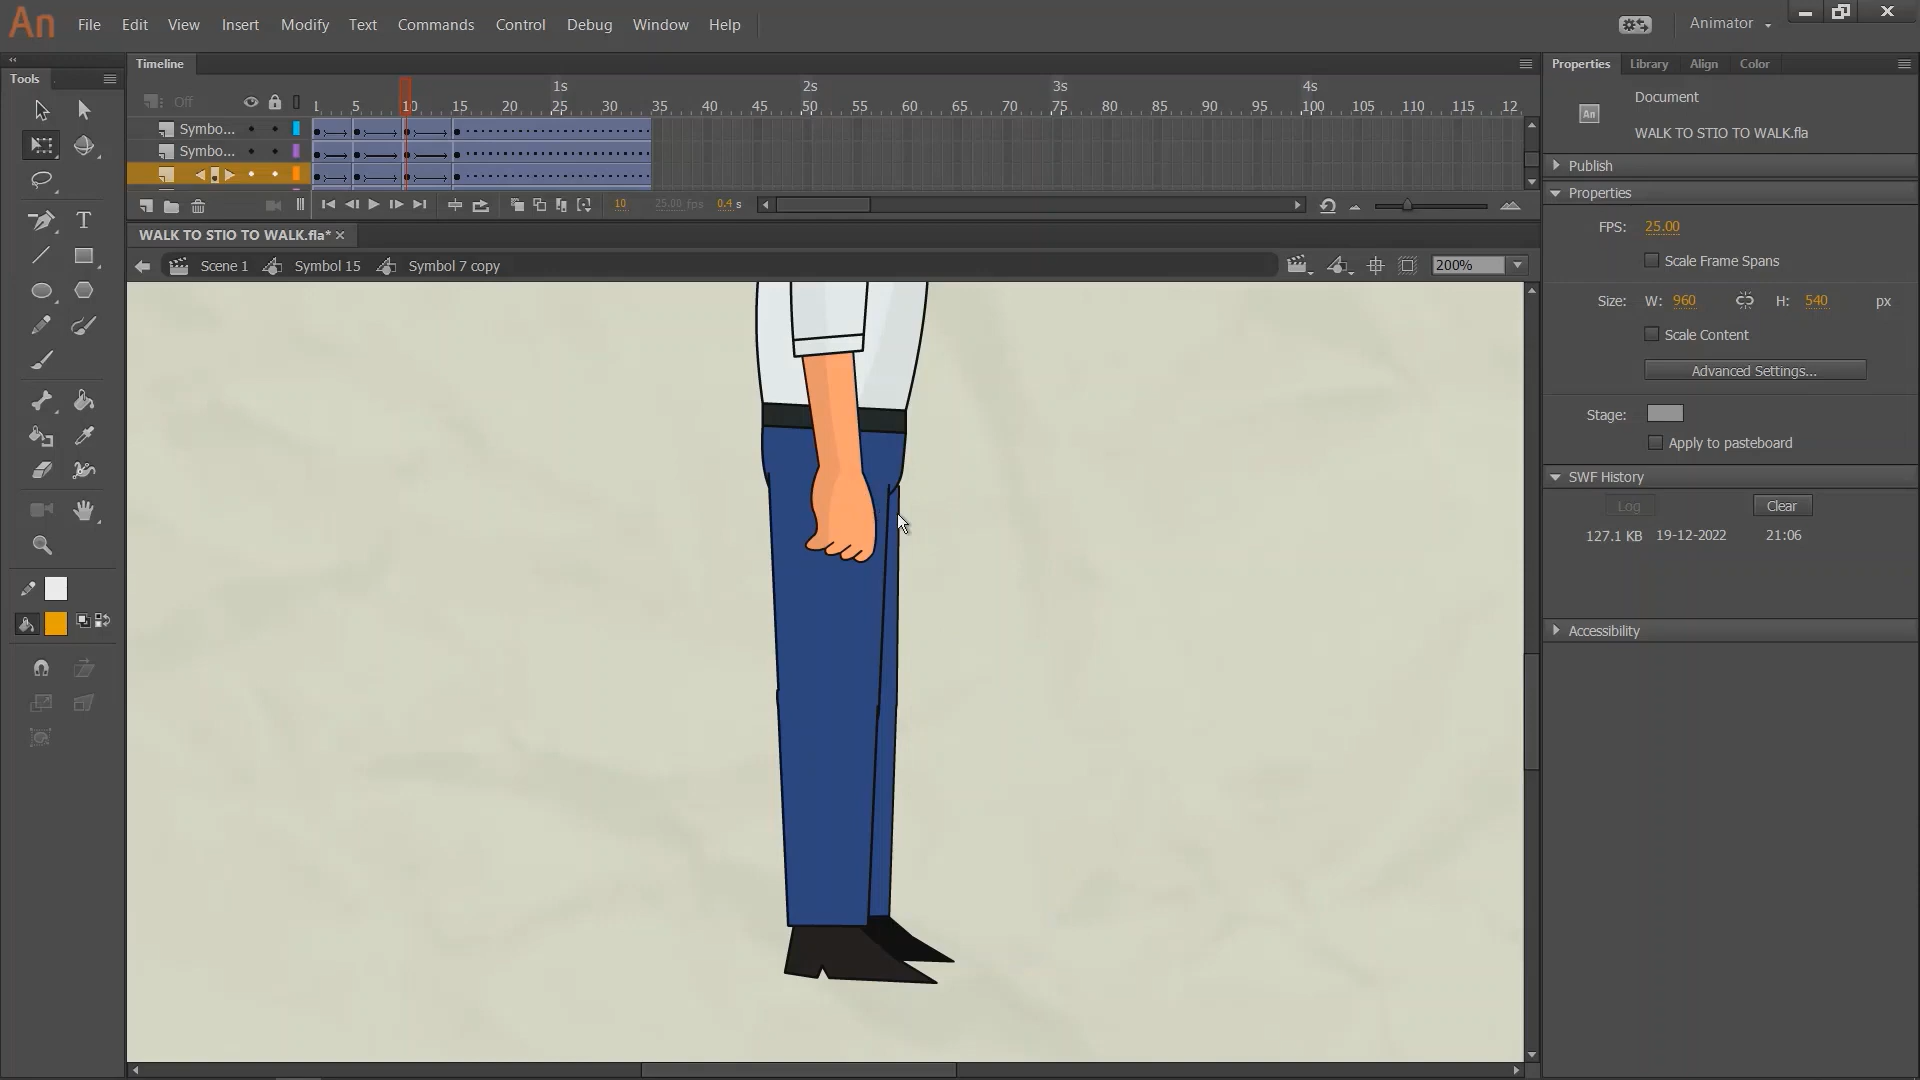 An File Edit View Insert Modify Text Commands Control Debug Window Help Animator
Tools Timeline Properties Library Align Color
Off 1s 2s 3s 4s
1 5 10 15 20 25 30 35 40 45 50 55 60 65 70 75 80 85 90 95 100 105 110 115 12
Symbo...
Symbo...
10 25.00 fps 0.4 s
WALK TO STIO TO WALK.fla*
Scene 1 Symbol 15 Symbol 7 copy 200%
T
Document
An
WALK TO STIO TO WALK.fla
Publish
Properties
FPS: 25.00
Scale Frame Spans
Size: W: 960 H: 540 px
Scale Content
Advanced Settings...
Stage:
Apply to pasteboard
SWF History
Log Clear
127.1 KB 19-12-2022 21:06
Accessibility